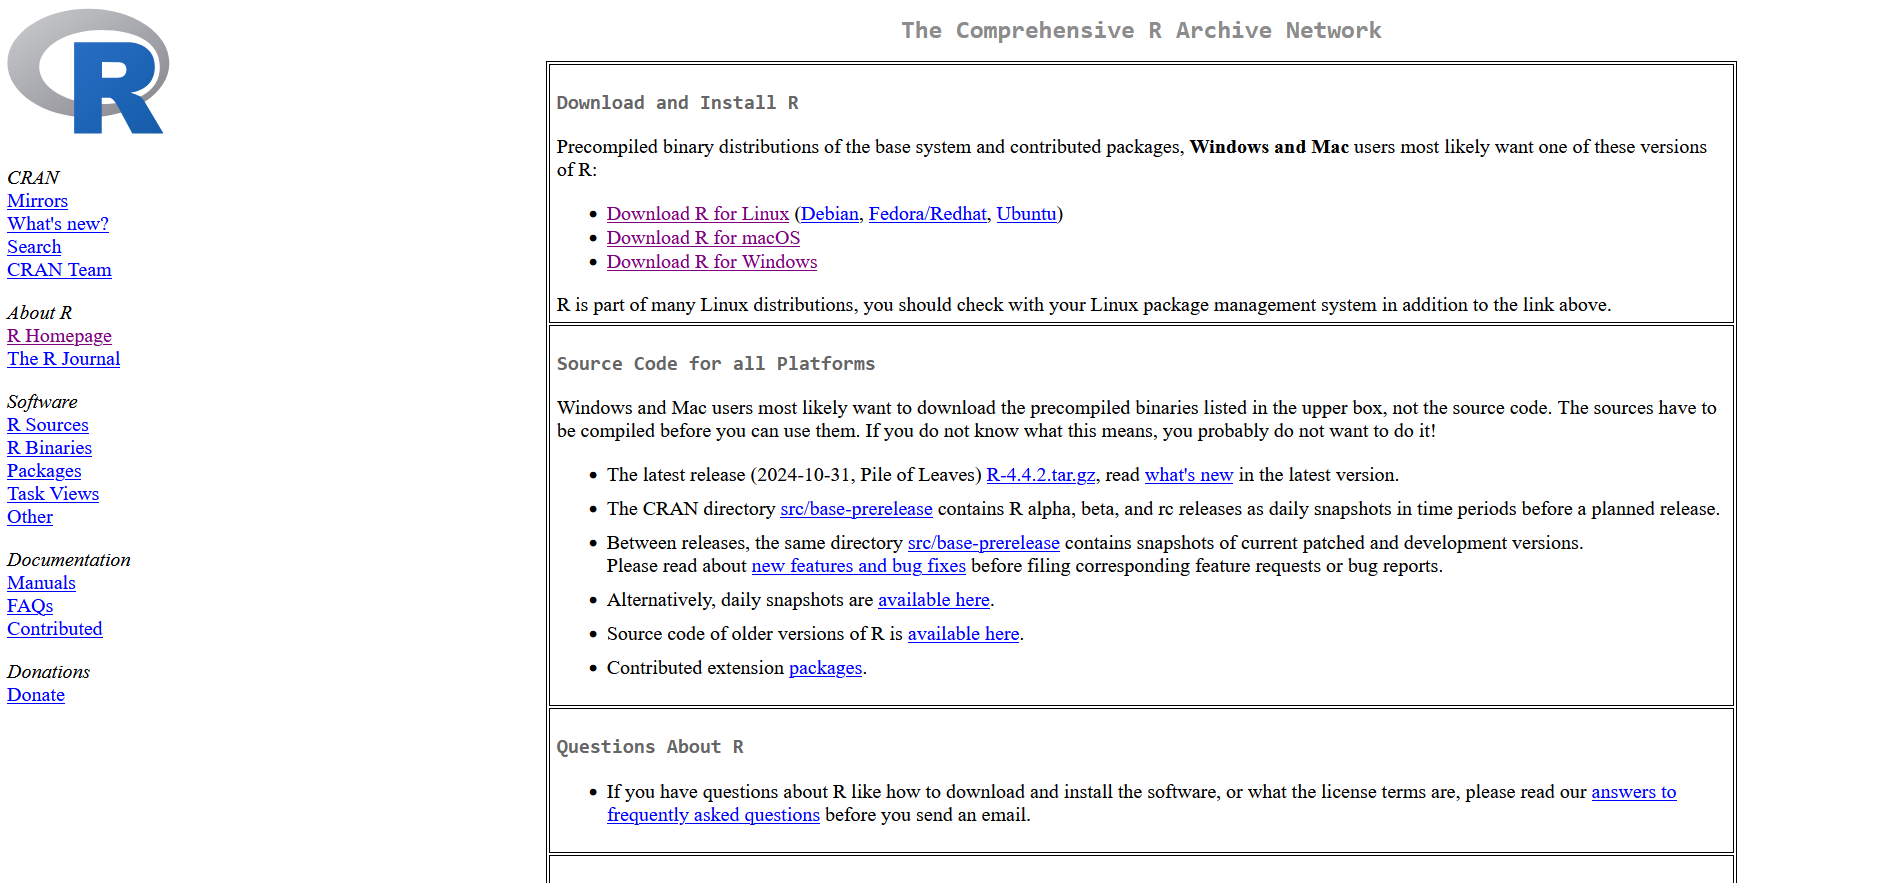 R
CRAN
Mirrors
What's new?
Search
CRAN Team
About R
R Homepage
The R Journal
Software
R Sources
R Binaries
Packages
Task Views
Other
Documentation
Manuals
FAQs
Contributed
Donations
Donate
The Comprehensive R Archive Network
Download and Install R
Precompiled binary distributions of the base system and contributed packages, Windows and Mac users most likely want one of these versions
of R:
• Download R for Linux (Debian, Fedora/Redhat, Ubuntu)
• Download R for macOS
• Download R for Windows
R is part of many Linux distributions, you should check with your Linux package management system in addition to the link above.
Source Code for all Platforms
Windows and Mac users most likely want to download the precompiled binaries listed in the upper box, not the source code. The sources have to
be compiled before you can use them. If you do not know what this means, you probably do not want to do it!
• The latest release (2024-10-31, Pile of Leaves) R-4.4.2.tar.gz, read what's new in the latest version.
• The CRAN directory src/base-prerelease contains R alpha, beta, and rc releases as daily snapshots in time periods before a planned release.
• Between releases, the same directory src/base-prerelease contains snapshots of current patched and development versions.
Please read about new features and bug fixes before filing corresponding feature requests or bug reports.
• Alternatively, daily snapshots are available here.
• Source code of older versions of R is available here.
• Contributed extension packages.
Questions About R
• If you have questions about R like how to download and install the software, or what the license terms are, please read our answers to
frequently asked questions before you send an email.